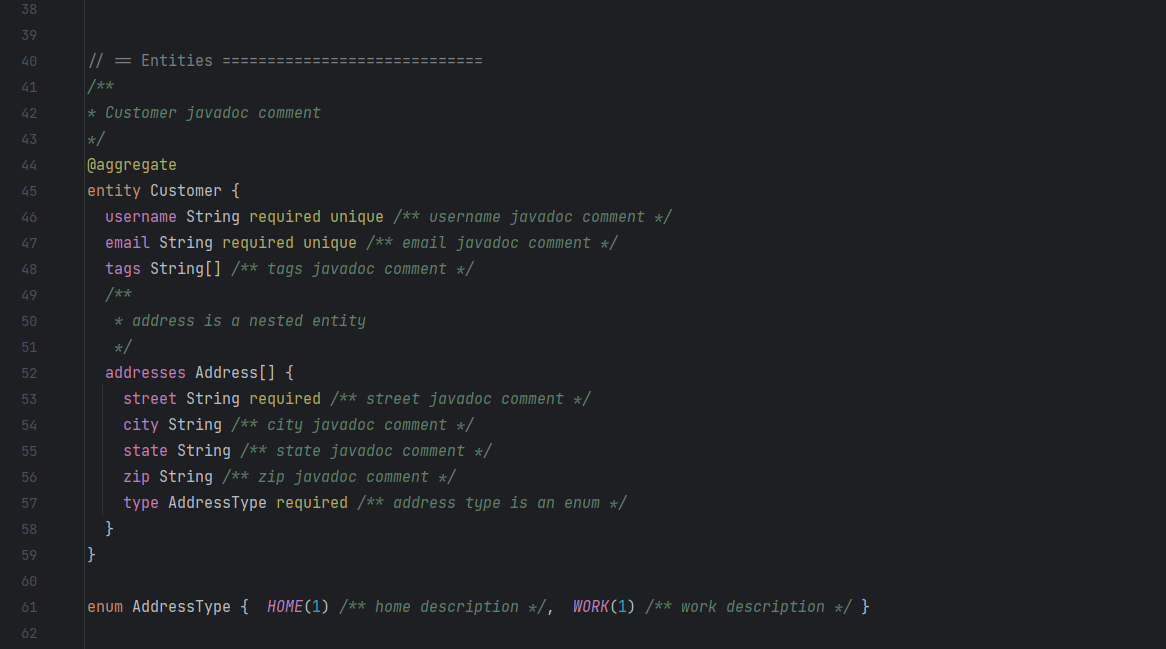 38
39
40 // == Entities =============================
41 /**
42 * Customer javadoc comment
43 */
44 @aggregate
45 entity Customer {
46   username String required unique /** username javadoc comment */
47   email String required unique /** email javadoc comment */
48   tags String[] /** tags javadoc comment */
49   /**
50    * address is a nested entity
51    */
52   addresses Address[] {
53     street String required /** street javadoc comment */
54     city String /** city javadoc comment */
55     state String /** state javadoc comment */
56     zip String /** zip javadoc comment */
57     type AddressType required /** address type is an enum */
58   }
59 }
60
61 enum AddressType {  HOME(1) /** home description */,  WORK(1) /** work description */ }
62